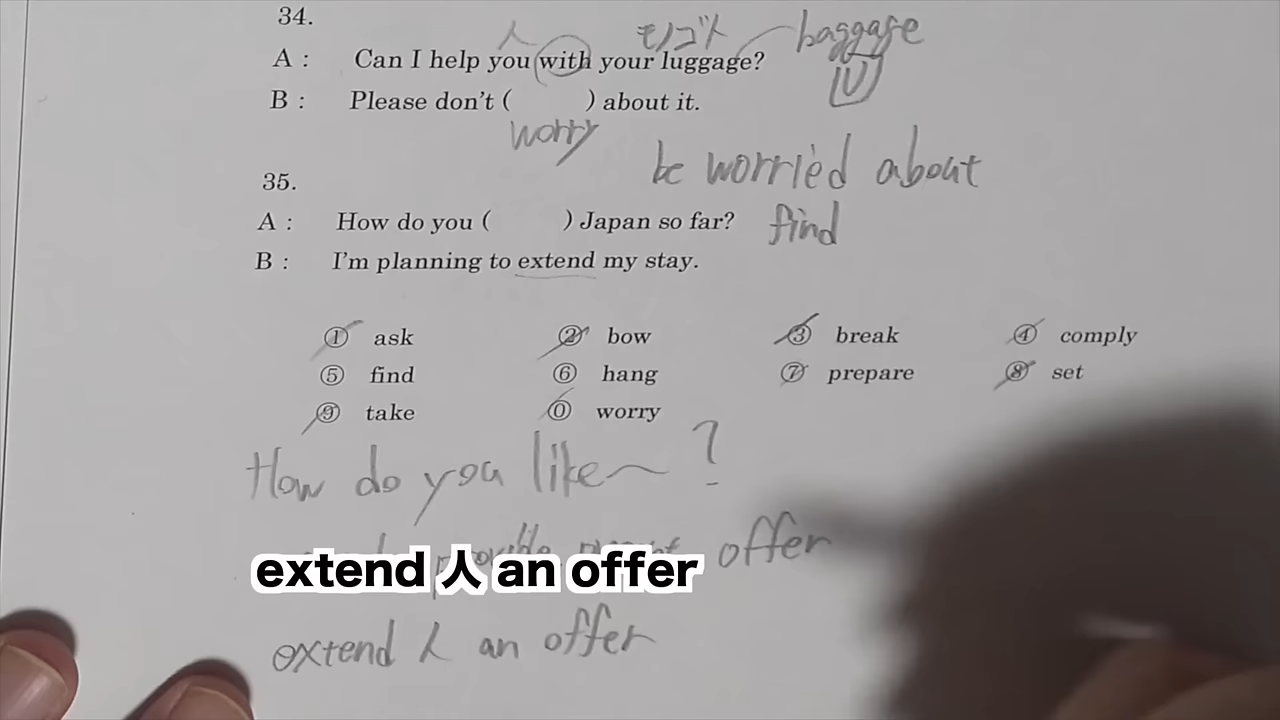 34.
人 モノゴト baggage
A : Can I help you with your luggage?
U
B : Please don't ( ) about it.
worry
be worried about
35.
A : How do you ( ) Japan so far? find
B : I'm planning to extend my stay.
① ask ② bow ③ break ④ comply
⑤ find ⑥ hang ⑦ prepare ⑧ set
⑨ take ⓪ worry
How do you like〜?
provide, present offer
extend 人 an offer
extend 人 an offer